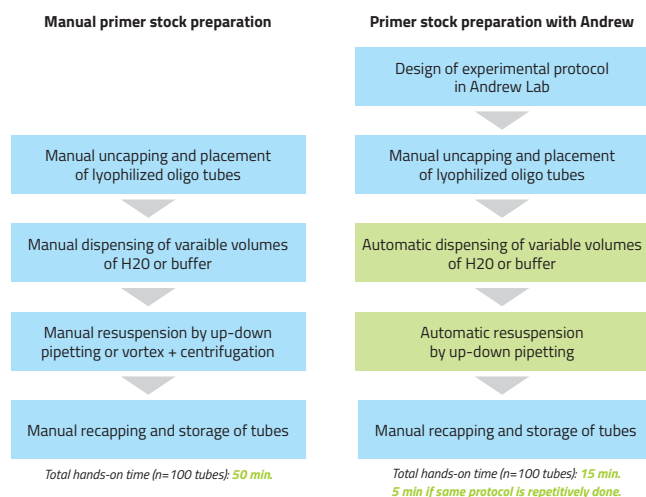 Manual primer stock preparation
Manual uncapping and placement
of lyophilized oligo tubes
Manual dispensing of varaible volumes
of H20 or buffer
Manual resuspension by up-down
pipetting or vortex + centrifugation
Manual recapping and storage of tubes
Total hands-on time (n=100 tubes): 50 min.
Primer stock preparation with Andrew
Design of experimental protocol
in Andrew Lab
Manual uncapping and placement
of lyophilized oligo tubes
Automatic dispensing of variable volumes
of H20 or buffer
Automatic resuspension
by up-down pipetting
Manual recapping and storage of tubes
Total hands-on time (n=100 tubes): 15 min.
5 min if same protocol is repetitively done.